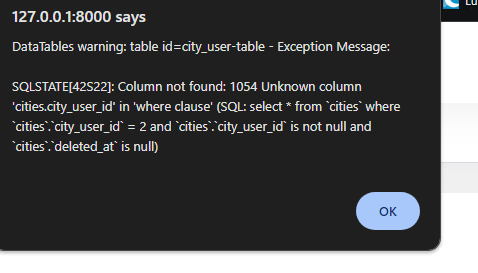 Lu
127.0.0.1:8000 says
DataTables warning: table id=city_user-table - Exception Message:
SQLSTATE[42S22]: Column not found: 1054 Unknown column
'cities.city_user_id' in 'where clause' (SQL: select * from `cities` where
`cities`.`city_user_id` = 2 and `cities`.`city_user_id` is not null and
`cities`.`deleted_at` is null)
OK